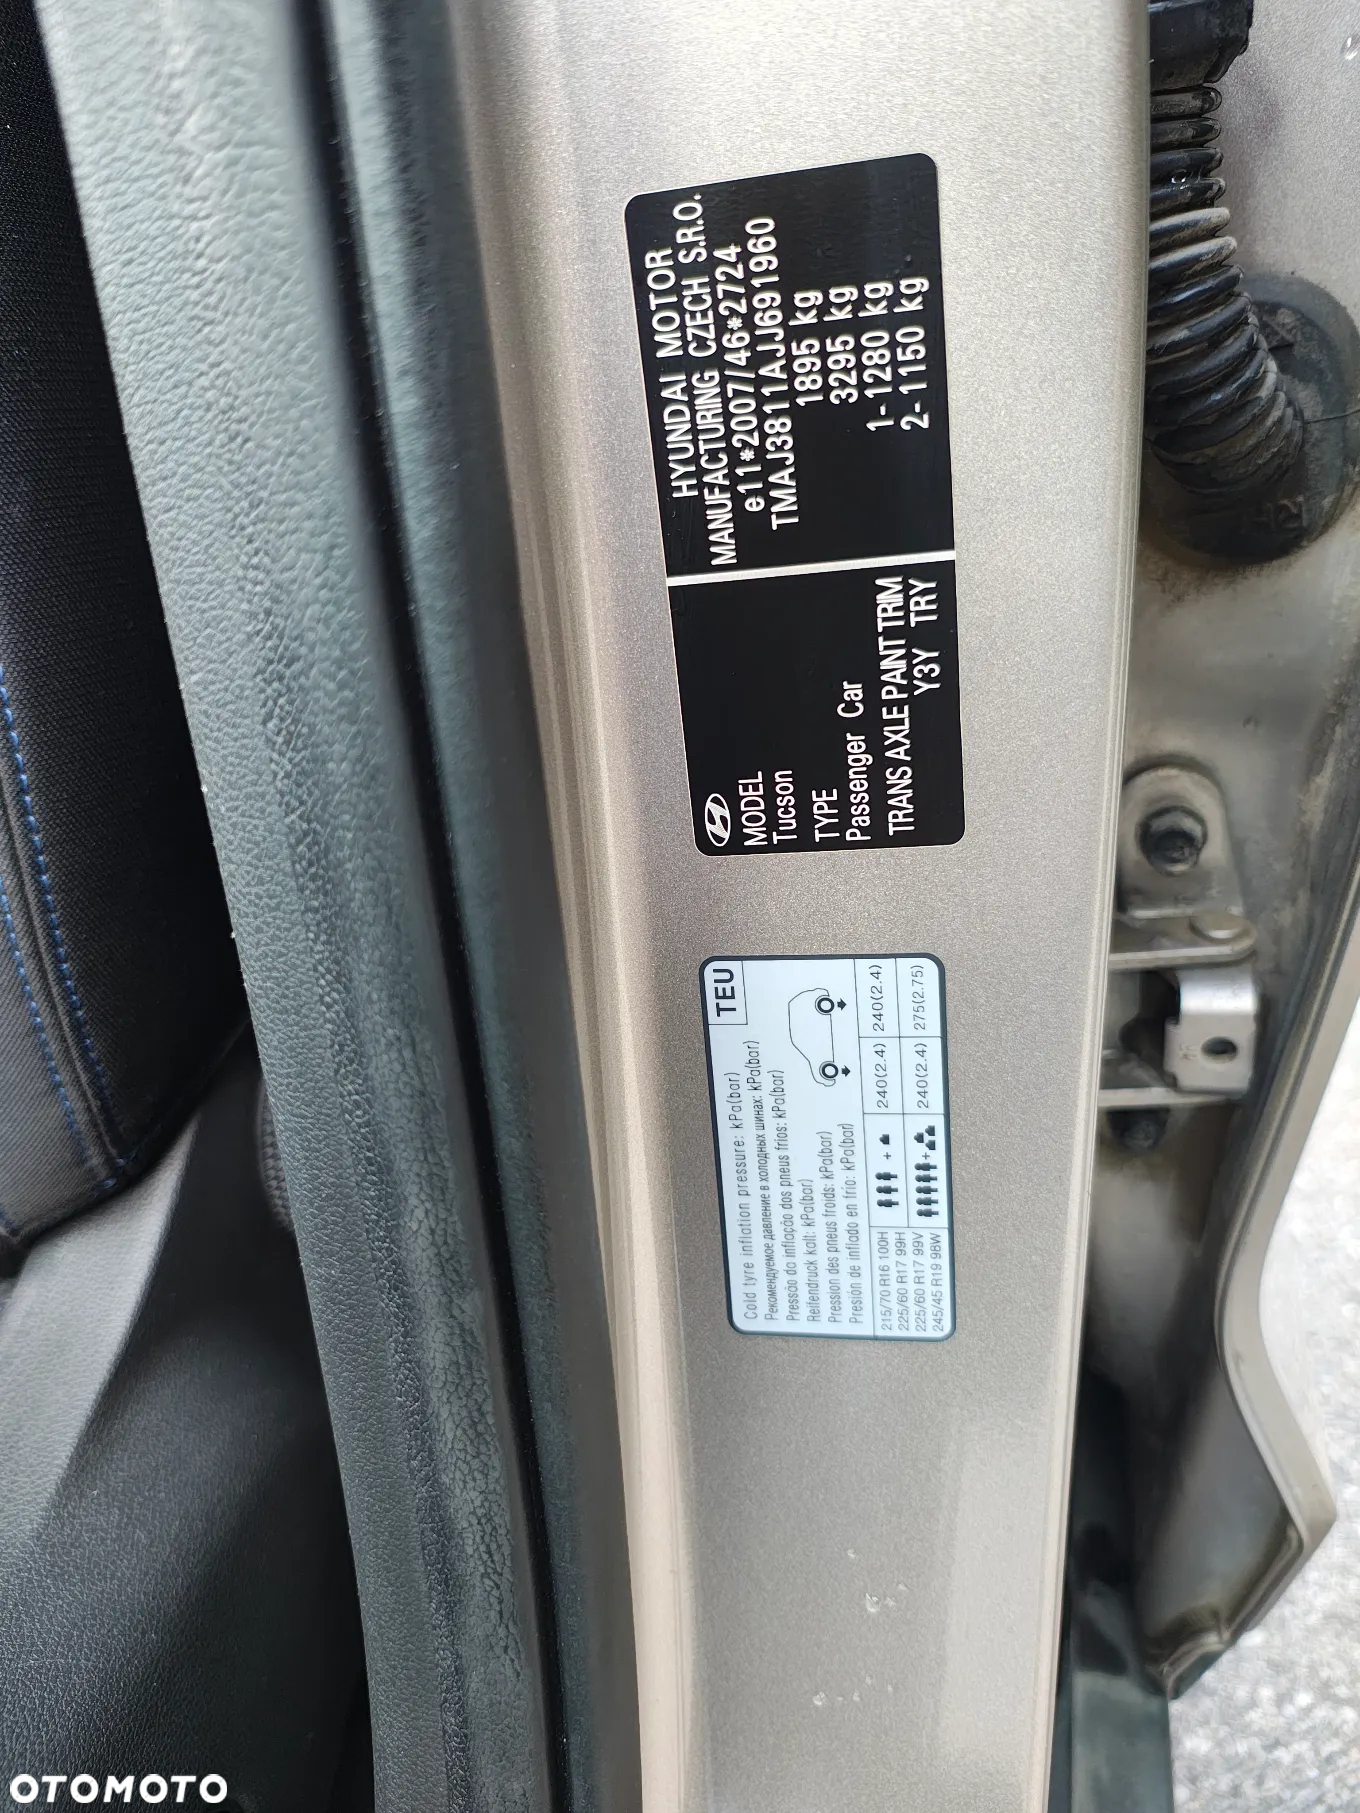 HYUNDAI MOTOR
MANUFACTURING CZECH S.R.O.
e11*2007/46*2724
TMAJ3811AJJ691960
1895 kg
3295 kg
1- 1280 kg
2- 1150 kg
MODEL
Tucson
TYPE
Passenger Car
TRANS AXLE PAINT TRIM
Y3Y TRY
TEU
Cold tyre inflation pressure: kPa(bar)
Рекомендуемое давление в холодных шинах: кPa(bar)
Pressão da inflação dos pneus frios: kPa(bar)
Reifendruck kalt: kPa(bar)
Pression des pneus froids: kPa(bar)
Presión de inflado en frio: kPa(bar)
215/70 R16 100H
225/60 R17 99H
225/60 R17 99V
245/45 R19 98W
240(2.4) 240(2.4)
240(2.4) 275(2.75)
OTOMOTO